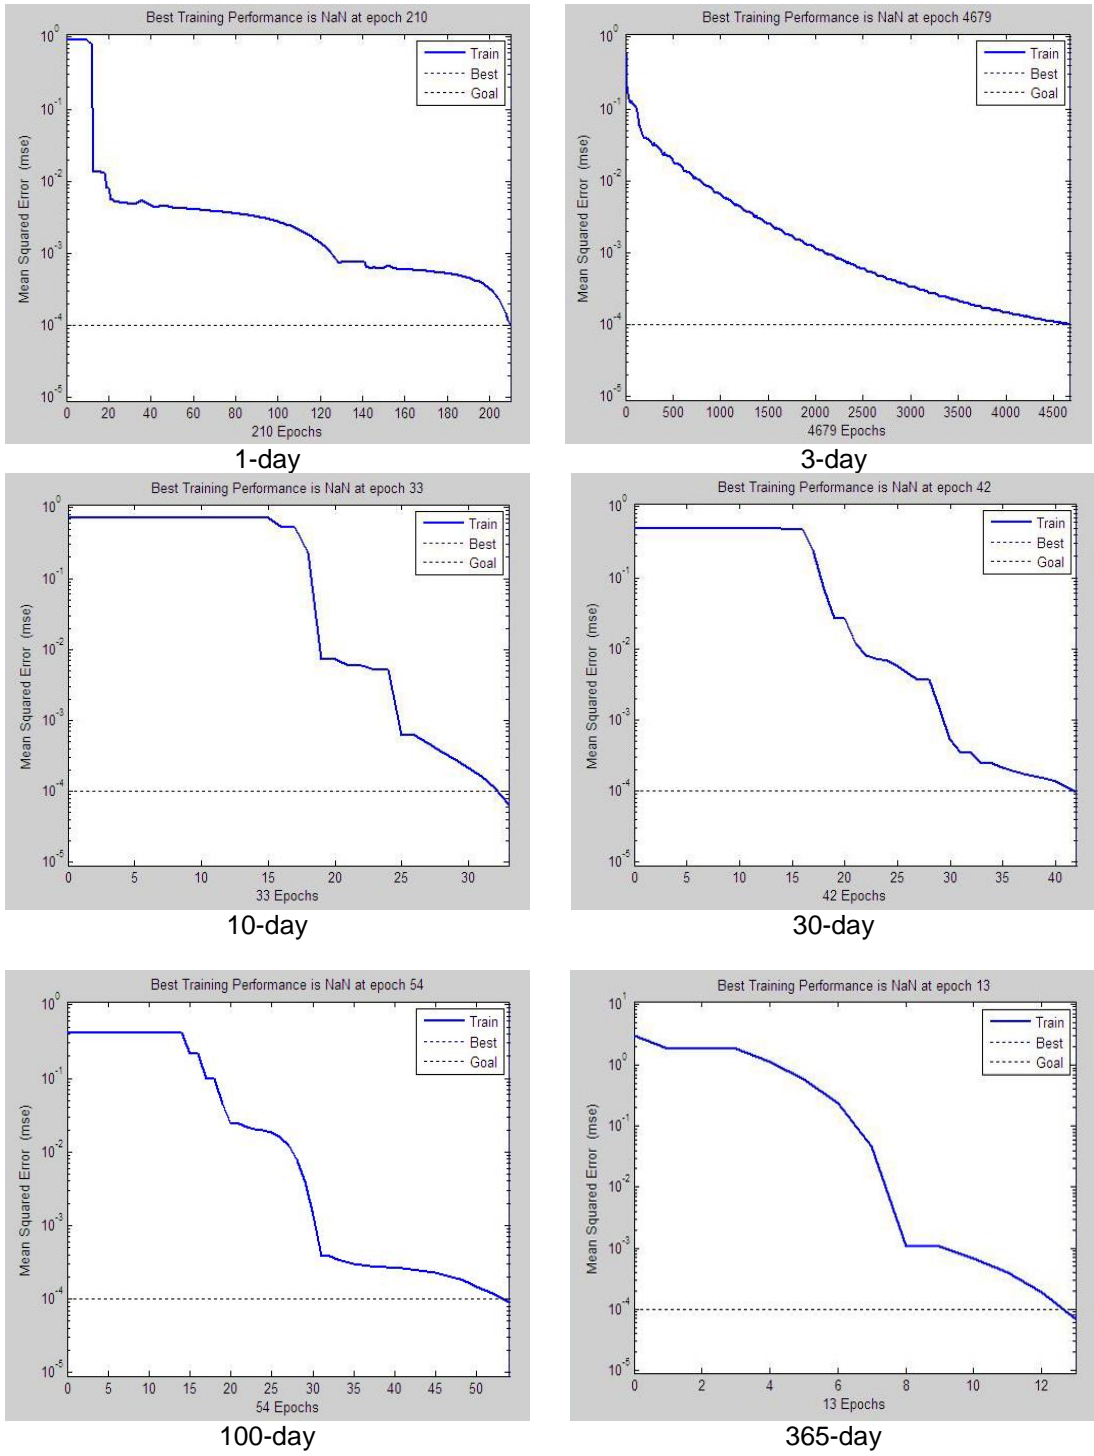 Best Training Performance is NaN at epoch 210
Mean Squared Error (mse)
10^0
10^-1
10^-2
10^-3
10^-4
10^-5
Train
Best
Goal
0 20 40 60 80 100 120 140 160 180 200
210 Epochs
1-day
Best Training Performance is NaN at epoch 4679
Mean Squared Error (mse)
10^0
10^-1
10^-2
10^-3
10^-4
10^-5
Train
Best
Goal
0 500 1000 1500 2000 2500 3000 3500 4000 4500
4679 Epochs
3-day
Best Training Performance is NaN at epoch 33
Mean Squared Error (mse)
10^0
10^-1
10^-2
10^-3
10^-4
10^-5
Train
Best
Goal
0 5 10 15 20 25 30
33 Epochs
10-day
Best Training Performance is NaN at epoch 42
Mean Squared Error (mse)
10^0
10^-1
10^-2
10^-3
10^-4
10^-5
Train
Best
Goal
0 5 10 15 20 25 30 35 40
42 Epochs
30-day
Best Training Performance is NaN at epoch 54
Mean Squared Error (mse)
10^0
10^-1
10^-2
10^-3
10^-4
10^-5
Train
Best
Goal
0 5 10 15 20 25 30 35 40 45 50
54 Epochs
100-day
Best Training Performance is NaN at epoch 13
Mean Squared Error (mse)
10^1
10^0
10^-1
10^-2
10^-3
10^-4
10^-5
Train
Best
Goal
0 2 4 6 8 10 12
13 Epochs
365-day